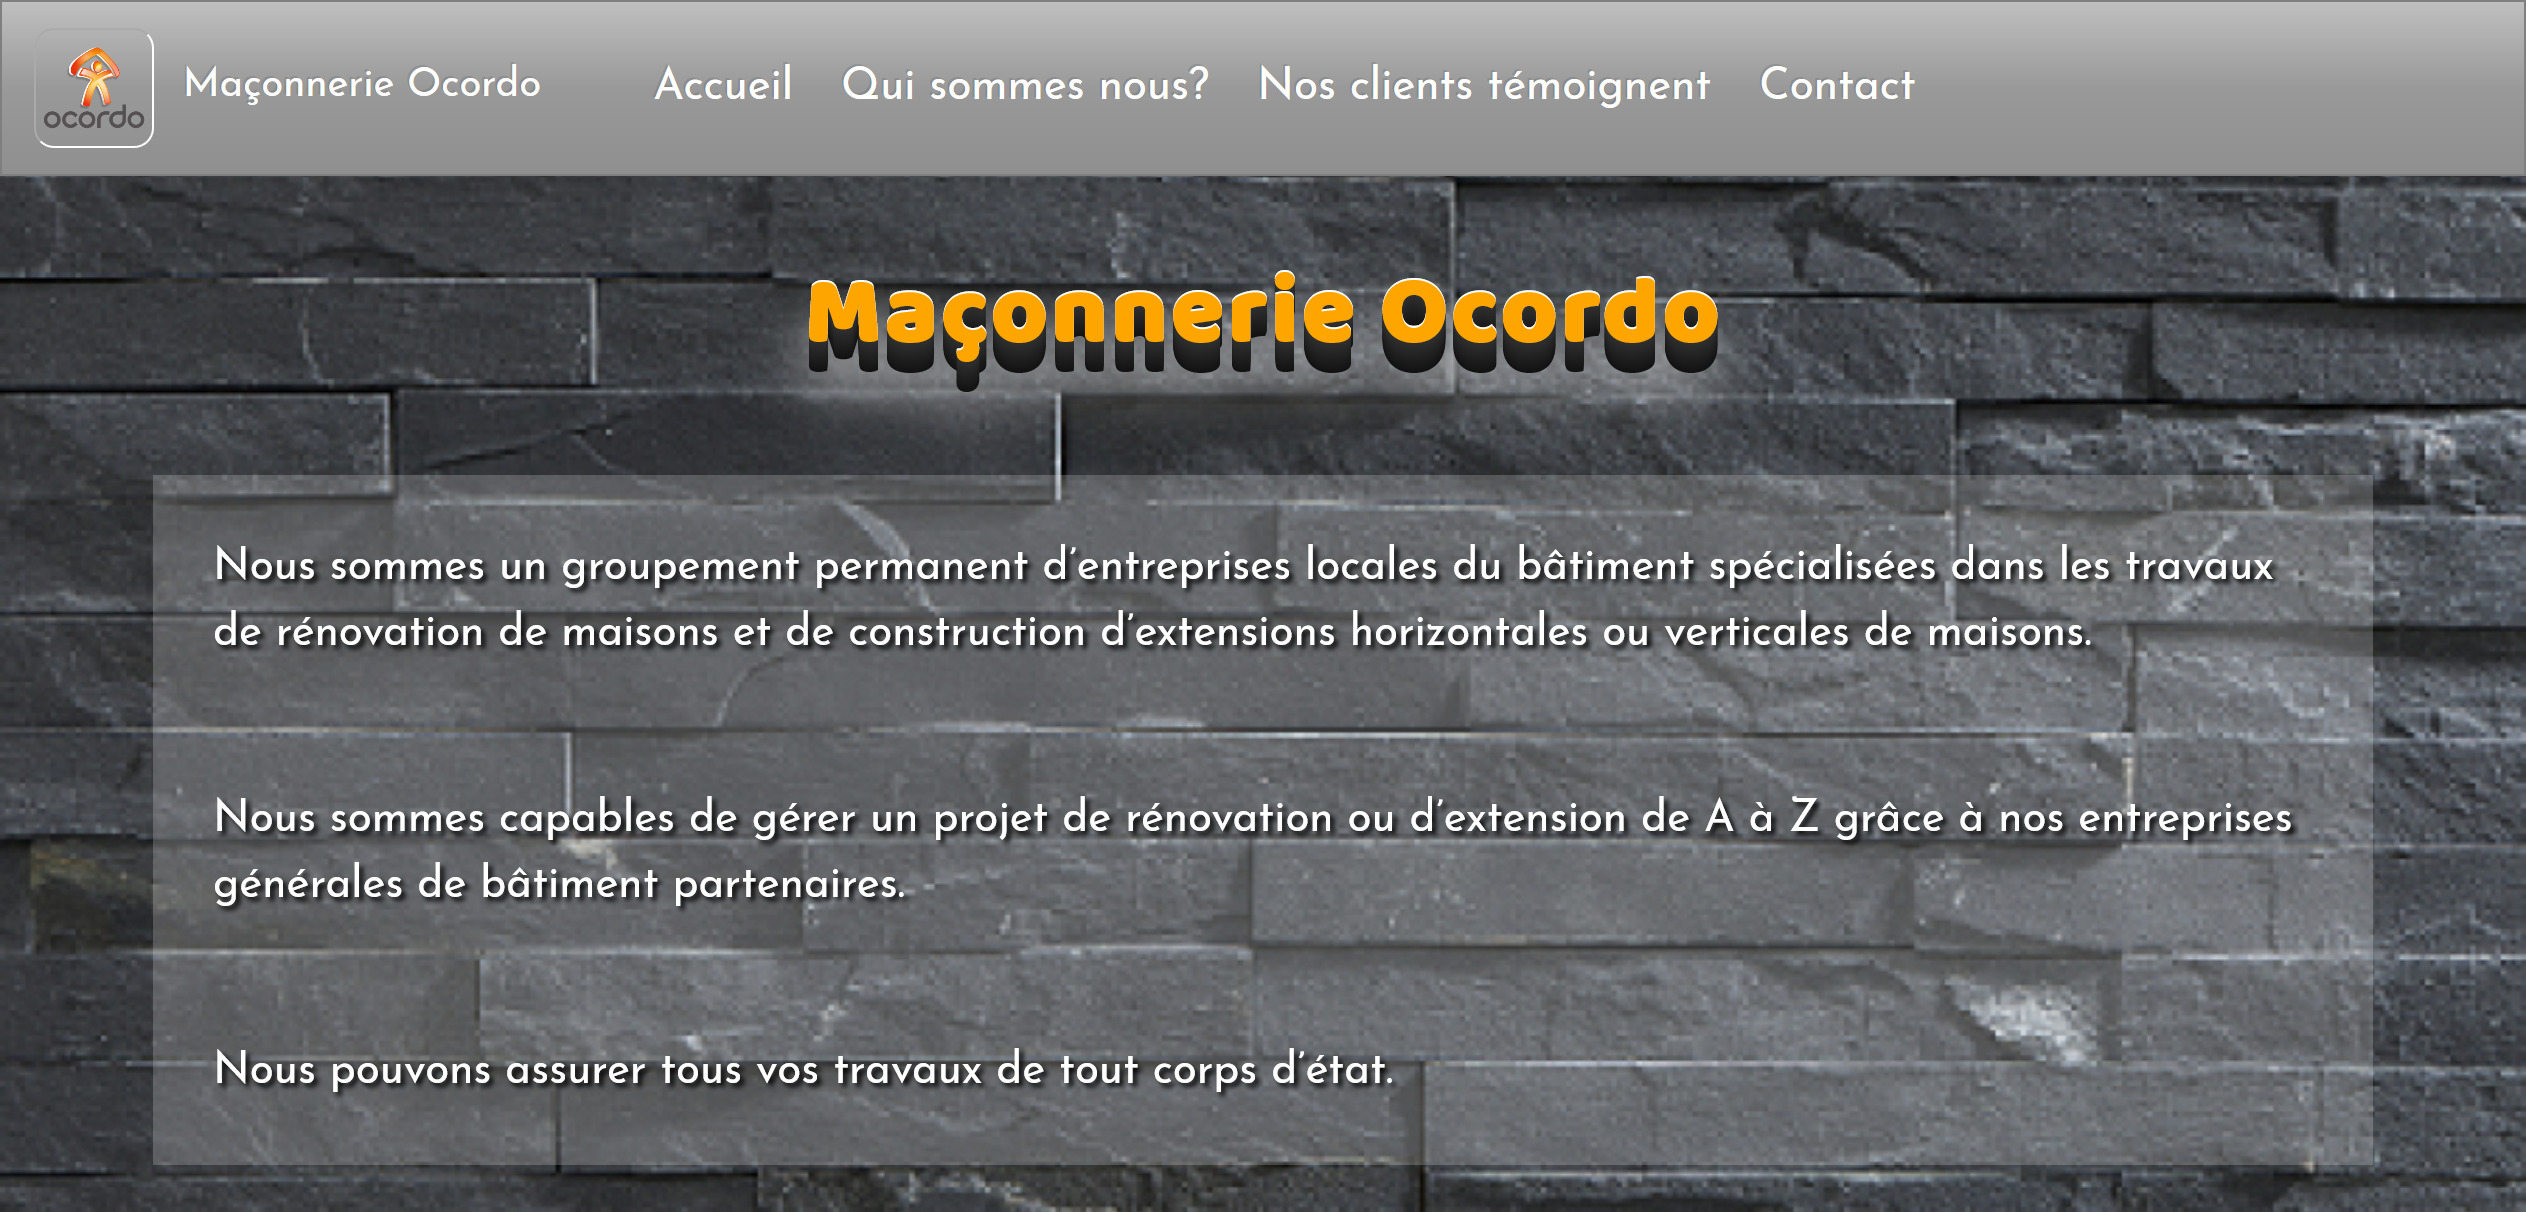 ocordo
Maçonnerie Ocordo
Accueil
Qui sommes nous?
Nos clients témoignent
Contact
Maçonnerie Ocordo
Nous sommes un groupement permanent d’entreprises locales du bâtiment spécialisées dans les travaux
de rénovation de maisons et de construction d’extensions horizontales ou verticales de maisons.
Nous sommes capables de gérer un projet de rénovation ou d’extension de A à Z grâce à nos entreprises
générales de bâtiment partenaires.
Nous pouvons assurer tous vos travaux de tout corps d’état.